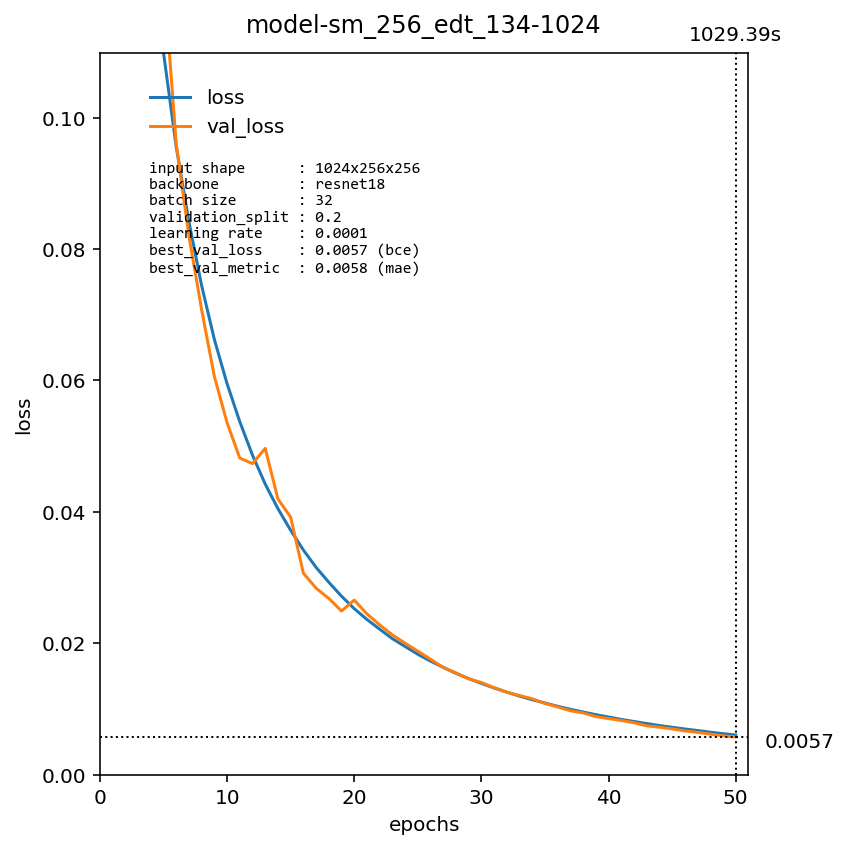 model-sm_256_edt_134-1024
1029.39s
loss
val_loss
input shape      : 1024x256x256
backbone         : resnet18
batch size       : 32
validation_split : 0.2
learning rate    : 0.0001
best_val_loss    : 0.0057 (bce)
best_val_metric  : 0.0058 (mae)
0.10
0.08
0.06
0.04
0.02
0.00
loss
0.0057
0 10 20 30 40 50
epochs